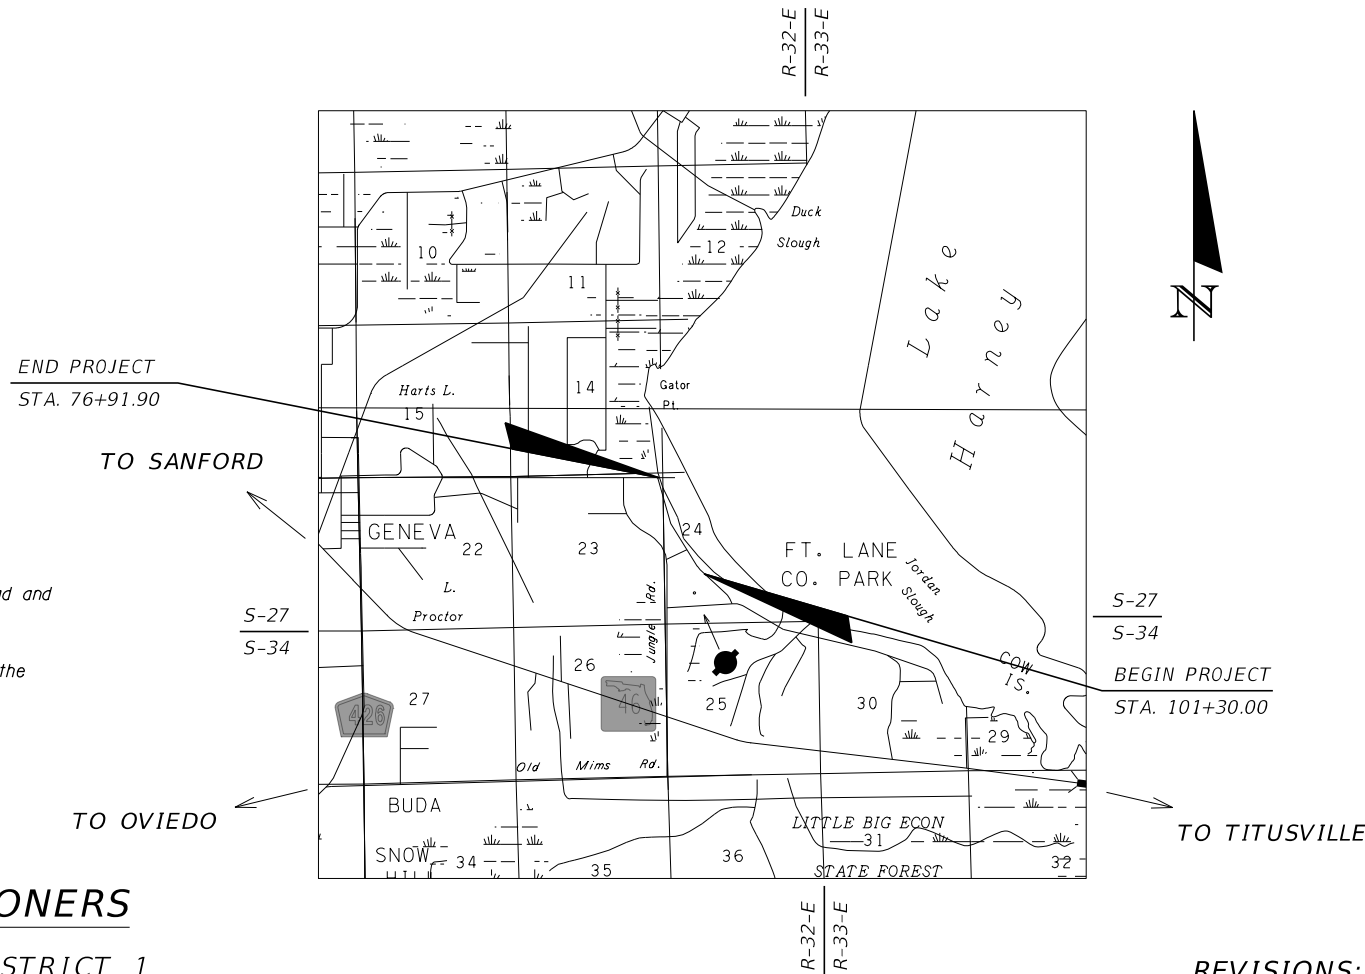 R-32-E
R-33-E
Duck
Slough
12
10
11
Lake
Harney
N
END PROJECT
STA. 76+91.90
Harts L.
15
14
Gator
Pt.
TO SANFORD
GENEVA
22
23
24
FT. LANE
CO. PARK
Jordan
Slough
L.
Proctor
Jungle Rd.
and
S-27
S-34
S-27
S-34
the
26
COW
IS.
BEGIN PROJECT
STA. 101+30.00
27
426
46
25
30
29
Old Mims Rd.
BUDA
TO OVIEDO
LITTLE BIG ECON
31
STATE FOREST
TO TITUSVILLE
SNOW
HILL
34
35
36
32
ONERS
STRICT 1
R-32-E
R-33-E
REVISIONS: